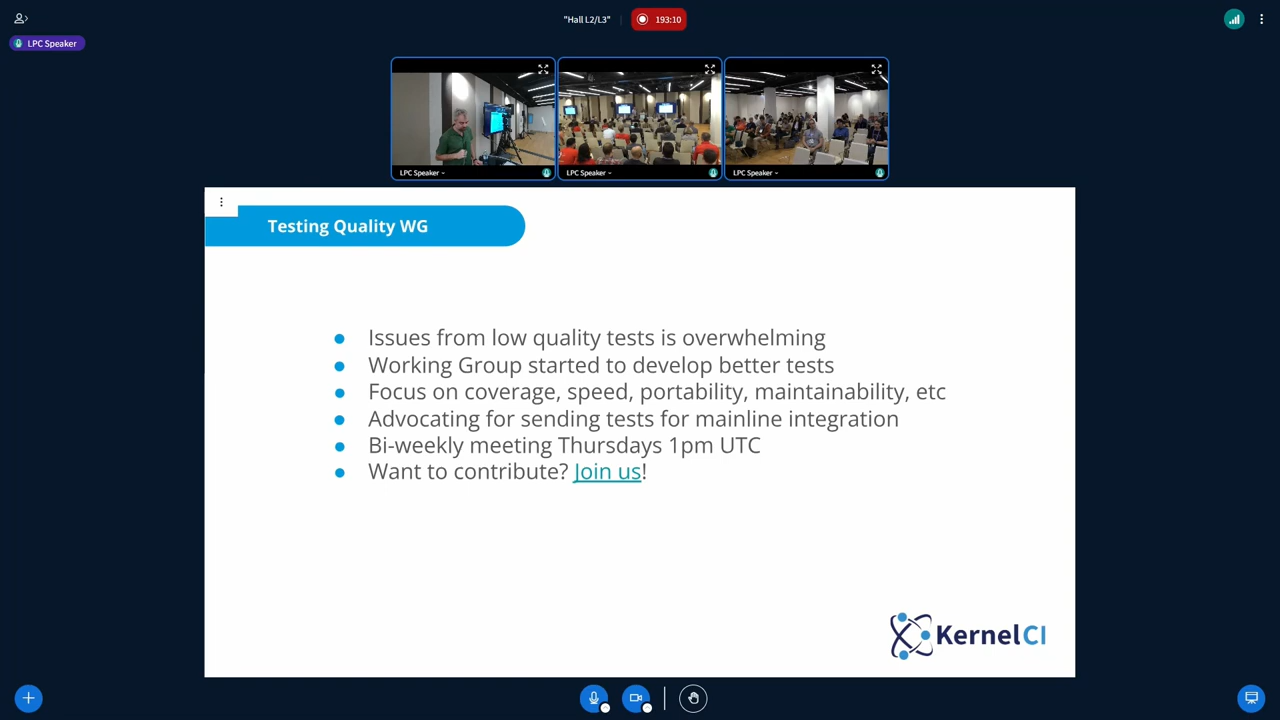 "Hall L2/L3"
193:10
LPC Speaker
LPC Speaker
LPC Speaker
LPC Speaker
Testing Quality WG
Issues from low quality tests is overwhelming
Working Group started to develop better tests
Focus on coverage, speed, portability, maintainability, etc
Advocating for sending tests for mainline integration
Bi-weekly meeting Thursdays 1pm UTC
Want to contribute? Join us!
KernelCI